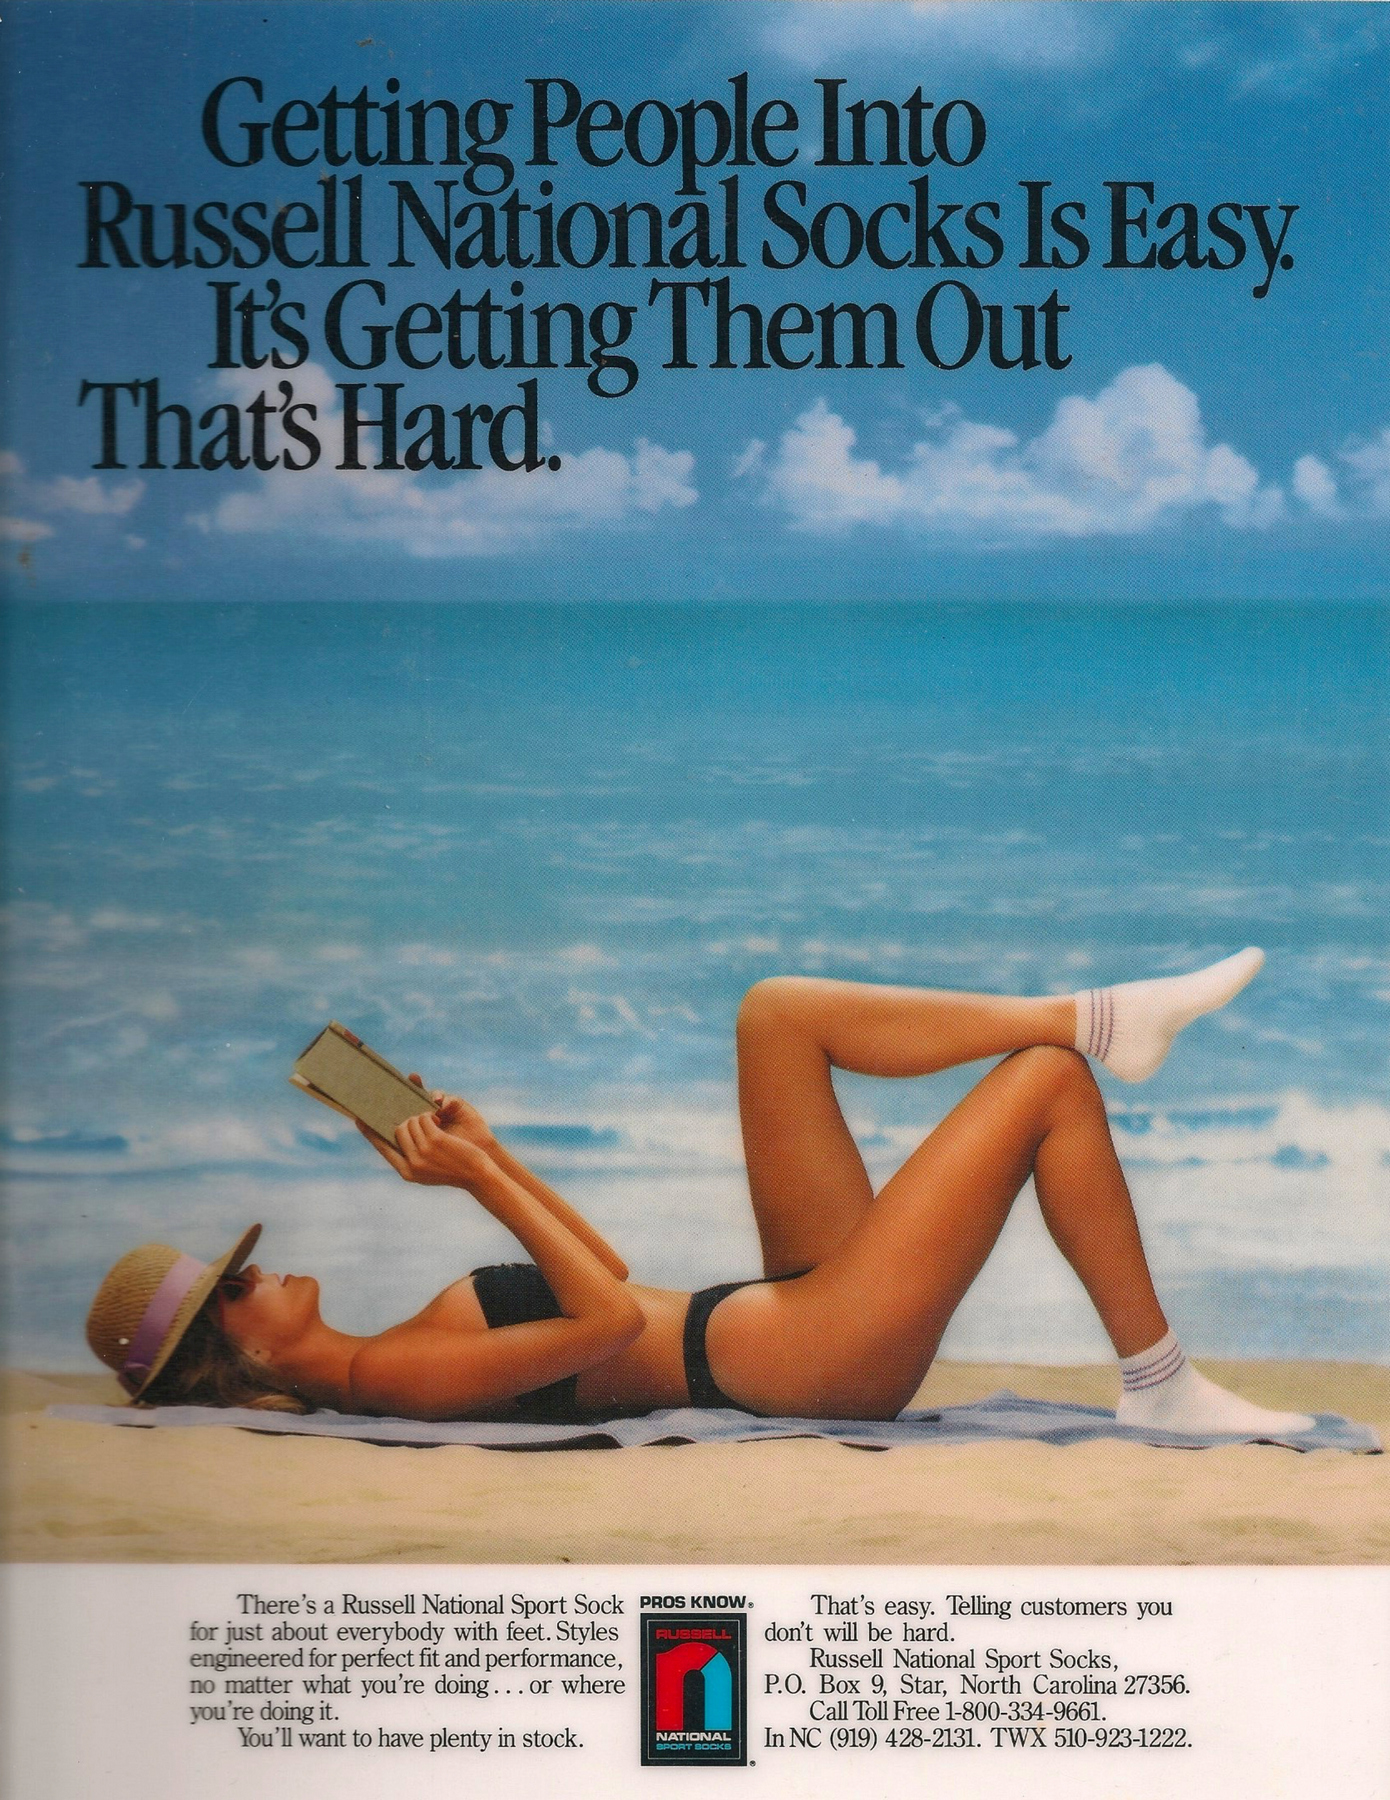 Getting People Into
Russell National Socks Is Easy.
It's Getting Them Out
That's Hard.
There's a Russell National Sport Sock
for just about everybody with feet. Styles
engineered for perfect fit and performance,
no matter what you're doing . . . or where
you're doing it.
You'll want to have plenty in stock.
PROS KNOW®
RUSSELL
n
NATIONAL
SPORT SOCKS
®
That's easy. Telling customers you
don't will be hard.
Russell National Sport Socks,
P.O. Box 9, Star, North Carolina 27356.
Call Toll Free 1-800-334-9661.
In NC (919) 428-2131. TWX 510-923-1222.